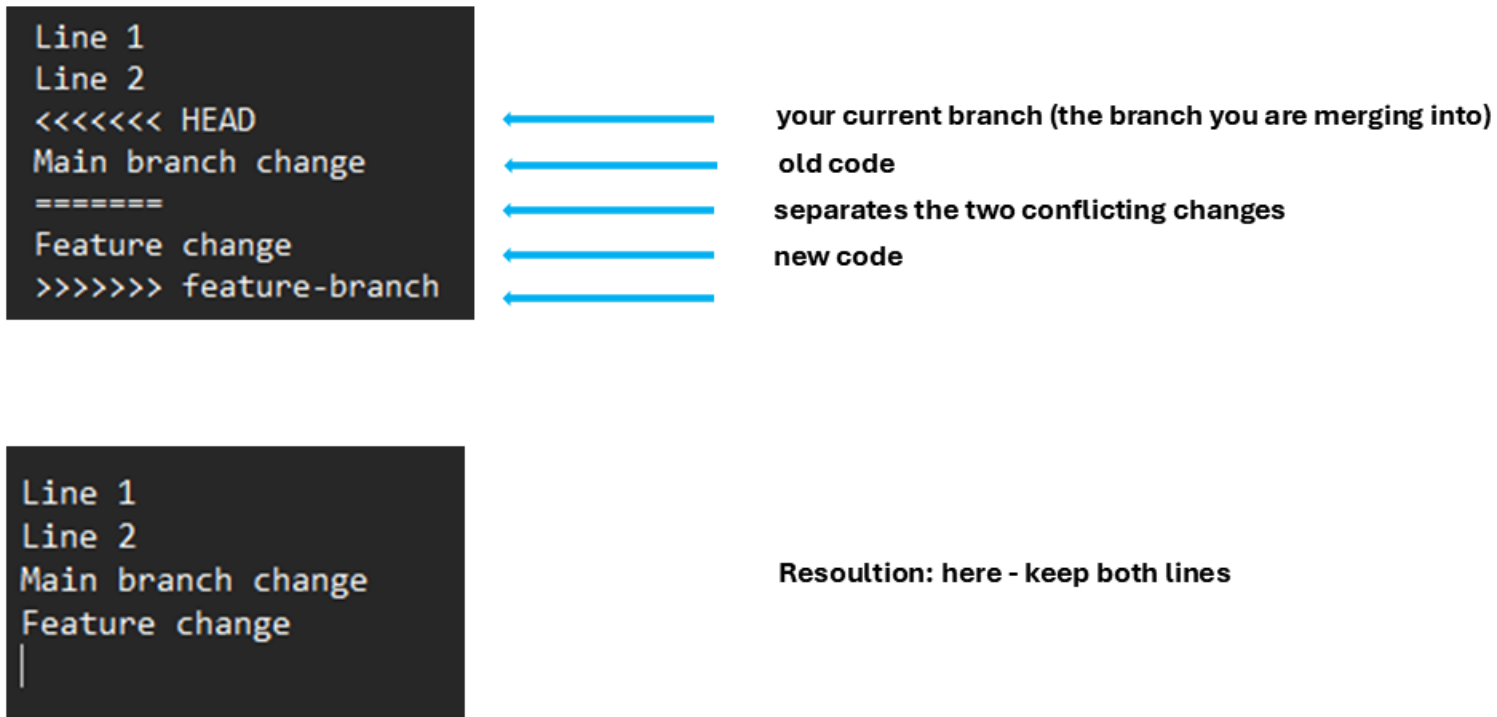 Line 1
Line 2
<<<<<<< HEAD
your current branch (the branch you are merging into)
Main branch change
old code
=======
separates the two conflicting changes
Feature change
new code
>>>>>>> feature-branch
Line 1
Line 2
Main branch change
Feature change
Resoultion: here - keep both lines